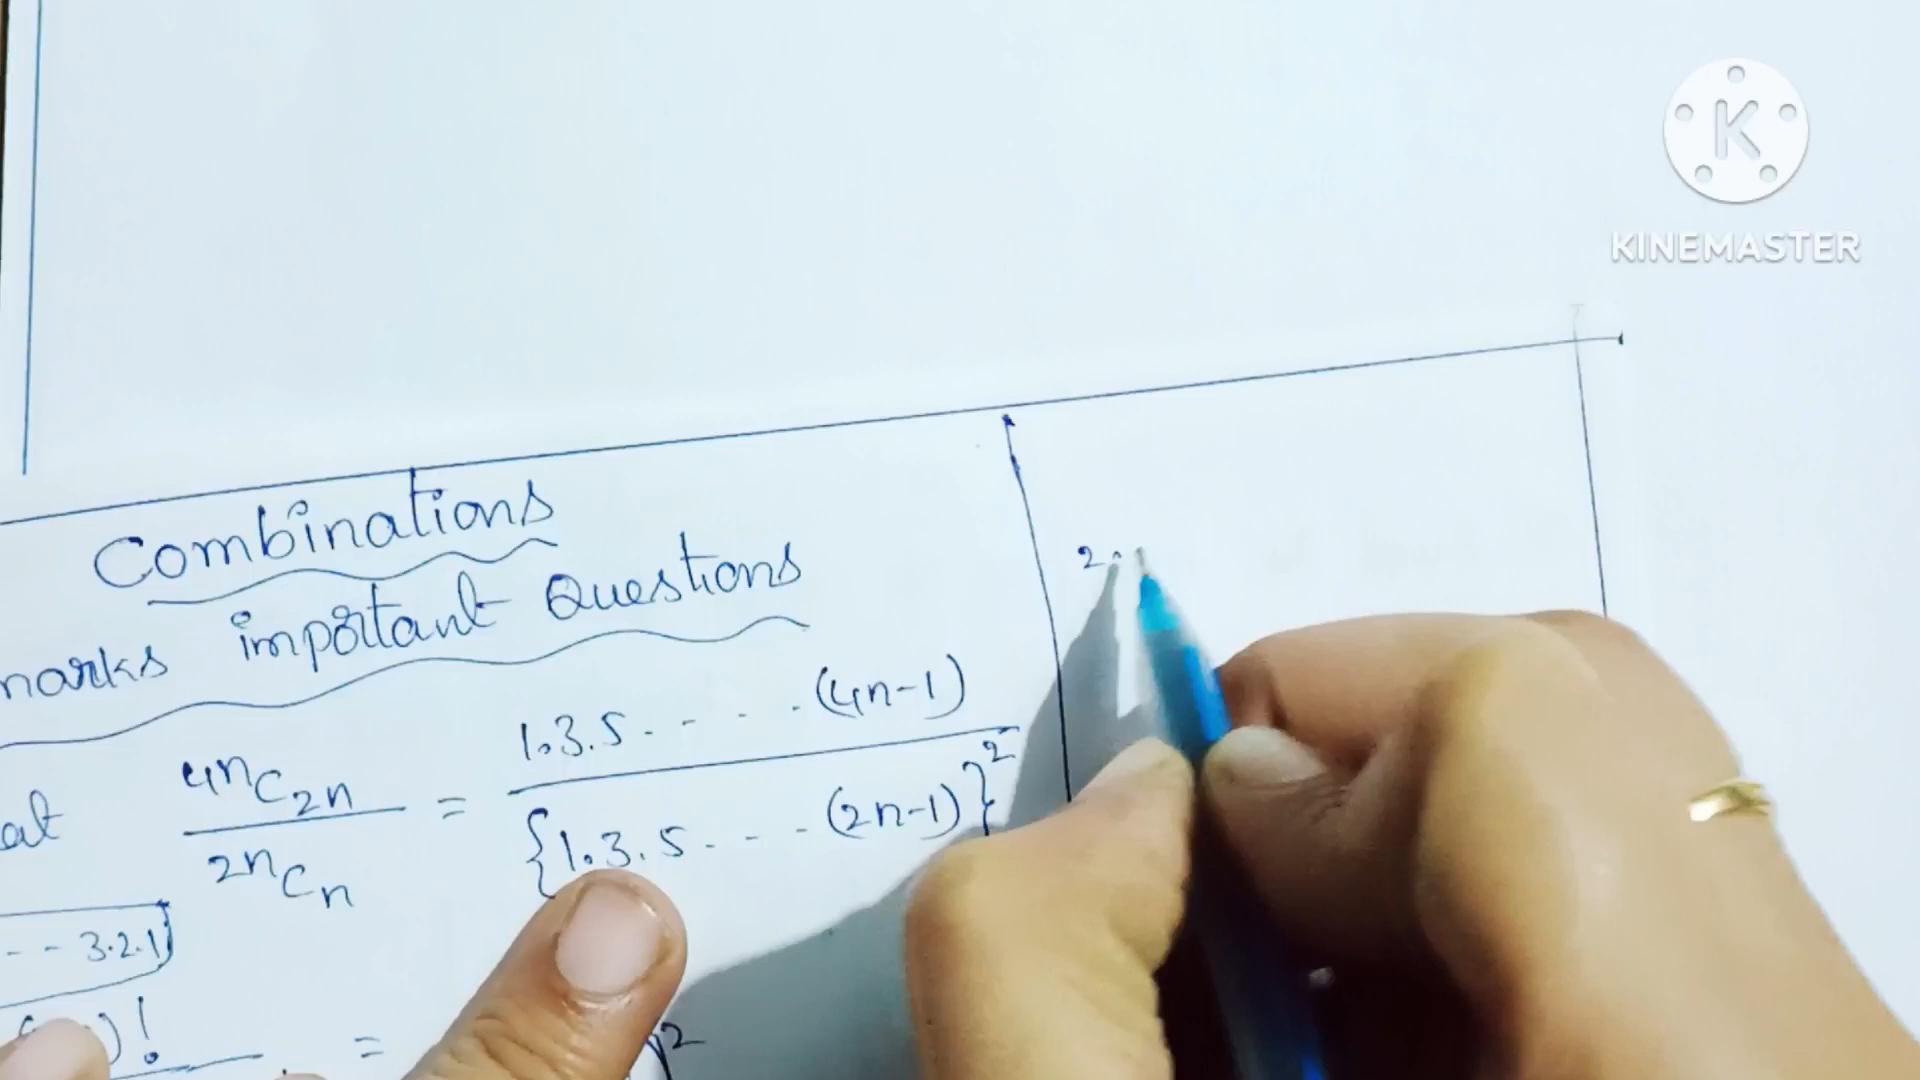 KINEMASTER
Combinations
marks important Questions
at 4nC2n / 2nCn = 1.3.5. - - . (4n-1) / {1.3.5. - - (2n-1)}²
- - 3.2.1
)! =
2
2.